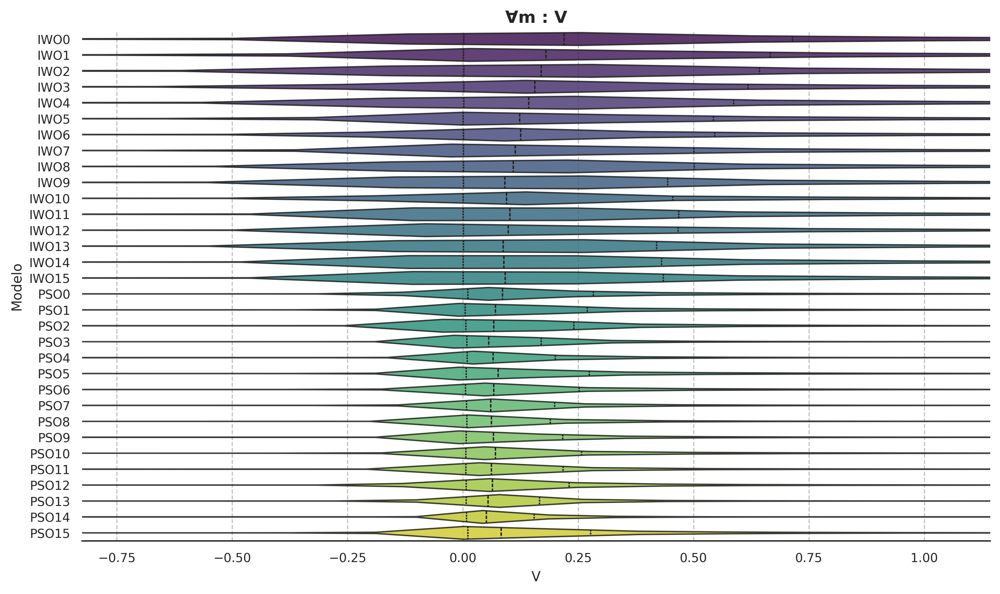 ∀m : V
IWO0
IWO1
IWO2
IWO3
IWO4
IWO5
IWO6
IWO7
IWO8
IWO9
IWO10
IWO11
IWO12
IWO13
IWO14
IWO15
PSO0
PSO1
PSO2
PSO3
PSO4
PSO5
PSO6
PSO7
PSO8
PSO9
PSO10
PSO11
PSO12
PSO13
PSO14
PSO15
Modelo
−0.75 −0.50 −0.25 0.00 0.25 0.50 0.75 1.00
V